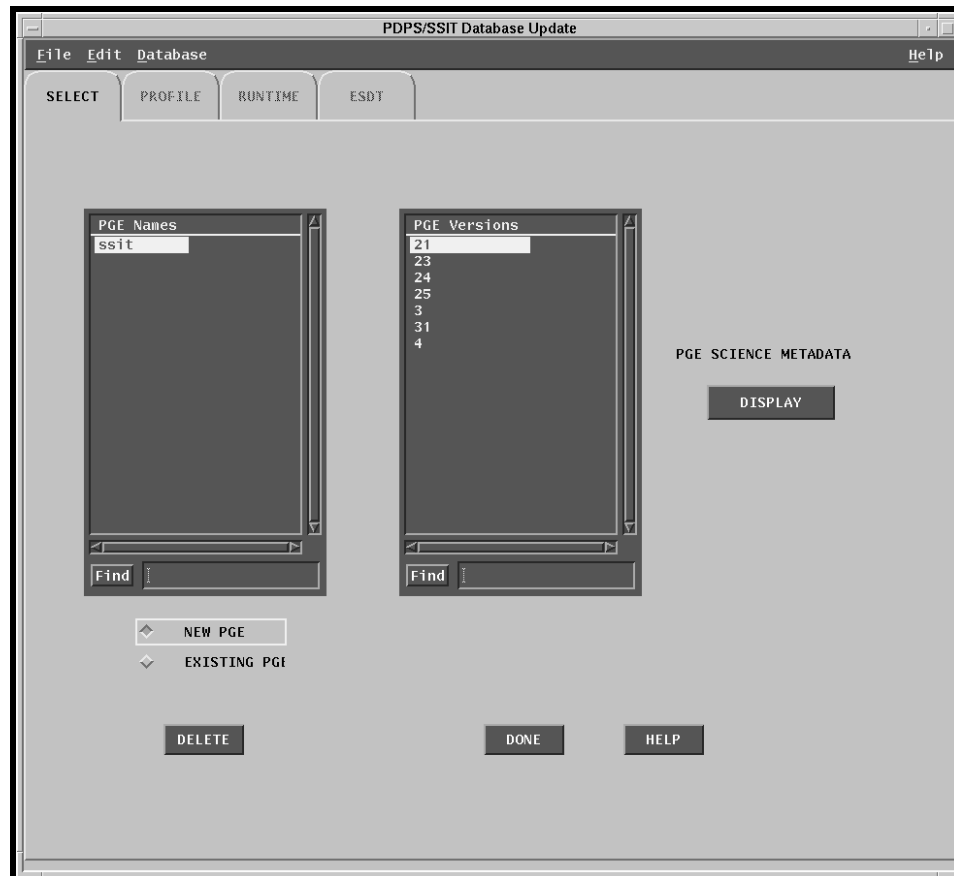 PDPS/SSIT Database Update
File Edit Database Help
SELECT PROFILE RUNTIME ESDT
PGE Names
ssit
Find
PGE Versions
21
23
24
25
3
31
4
Find
PGE SCIENCE METADATA
DISPLAY
NEW PGE
EXISTING PGE
DELETE DONE HELP